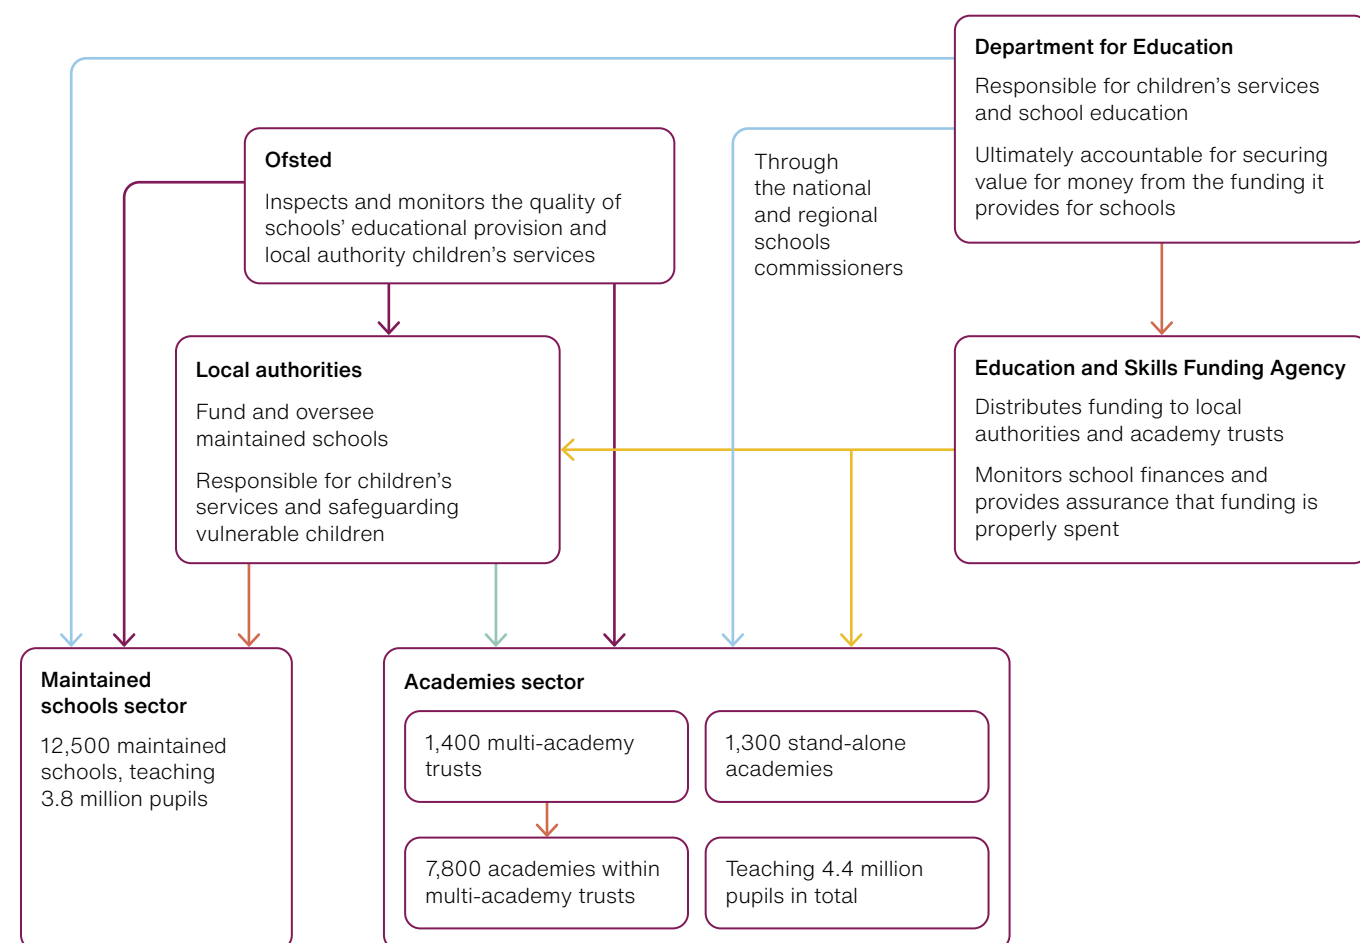 Department for Education
Responsible for children’s services
and school education
Ultimately accountable for securing
value for money from the funding it
provides for schools
Ofsted
Inspects and monitors the quality of
schools’ educational provision and
local authority children’s services
Through
the national
and regional
schools
commissioners
Local authorities
Fund and oversee
maintained schools
Responsible for children’s
services and safeguarding
vulnerable children
Education and Skills Funding Agency
Distributes funding to local
authorities and academy trusts
Monitors school finances and
provides assurance that funding is
properly spent
Maintained
schools sector
12,500 maintained
schools, teaching
3.8 million pupils
Academies sector
1,400 multi-academy
trusts
1,300 stand-alone
academies
7,800 academies within
multi-academy trusts
Teaching 4.4 million
pupils in total